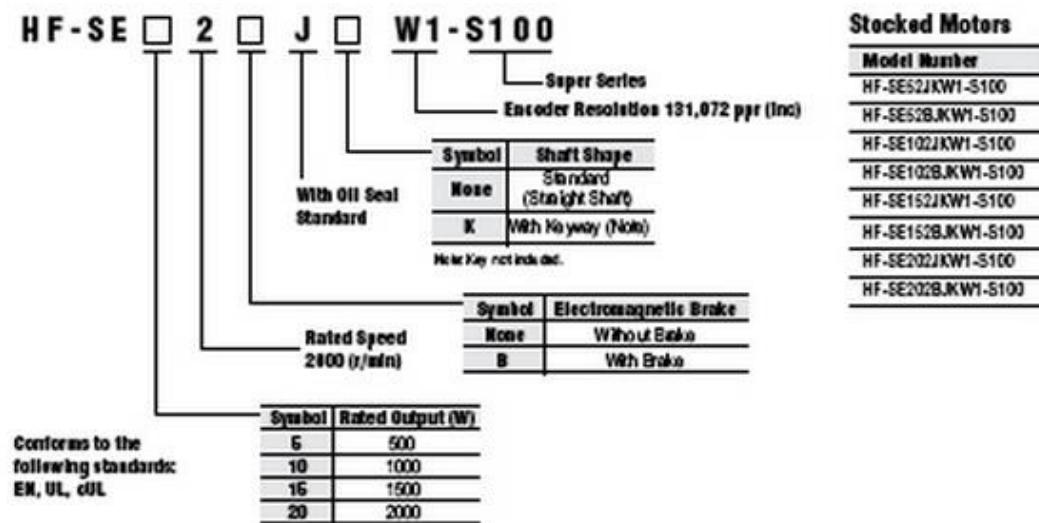 HF-SE□ 2 □ J □ W1-S100
Super Series
Encoder Resolution 131,072 ppr (Inc)
Symbol Shaft Shape
None Standard
(Straight Shaft)
K With Keyway (Note)
Note: Key not included.
With Oil Seal
Standard
Symbol Electromagnetic Brake
None Without Brake
B With Brake
Rated Speed
2000 (r/min)
Symbol Rated Output (W)
5 500
10 1000
15 1500
20 2000
Conforms to the
following standards:
EN, UL, cUL
Stocked Motors
Model Number
HF-SE52JKW1-S100
HF-SE52BJKW1-S100
HF-SE102JKW1-S100
HF-SE102BJKW1-S100
HF-SE152JKW1-S100
HF-SE152BJKW1-S100
HF-SE202JKW1-S100
HF-SE202BJKW1-S100